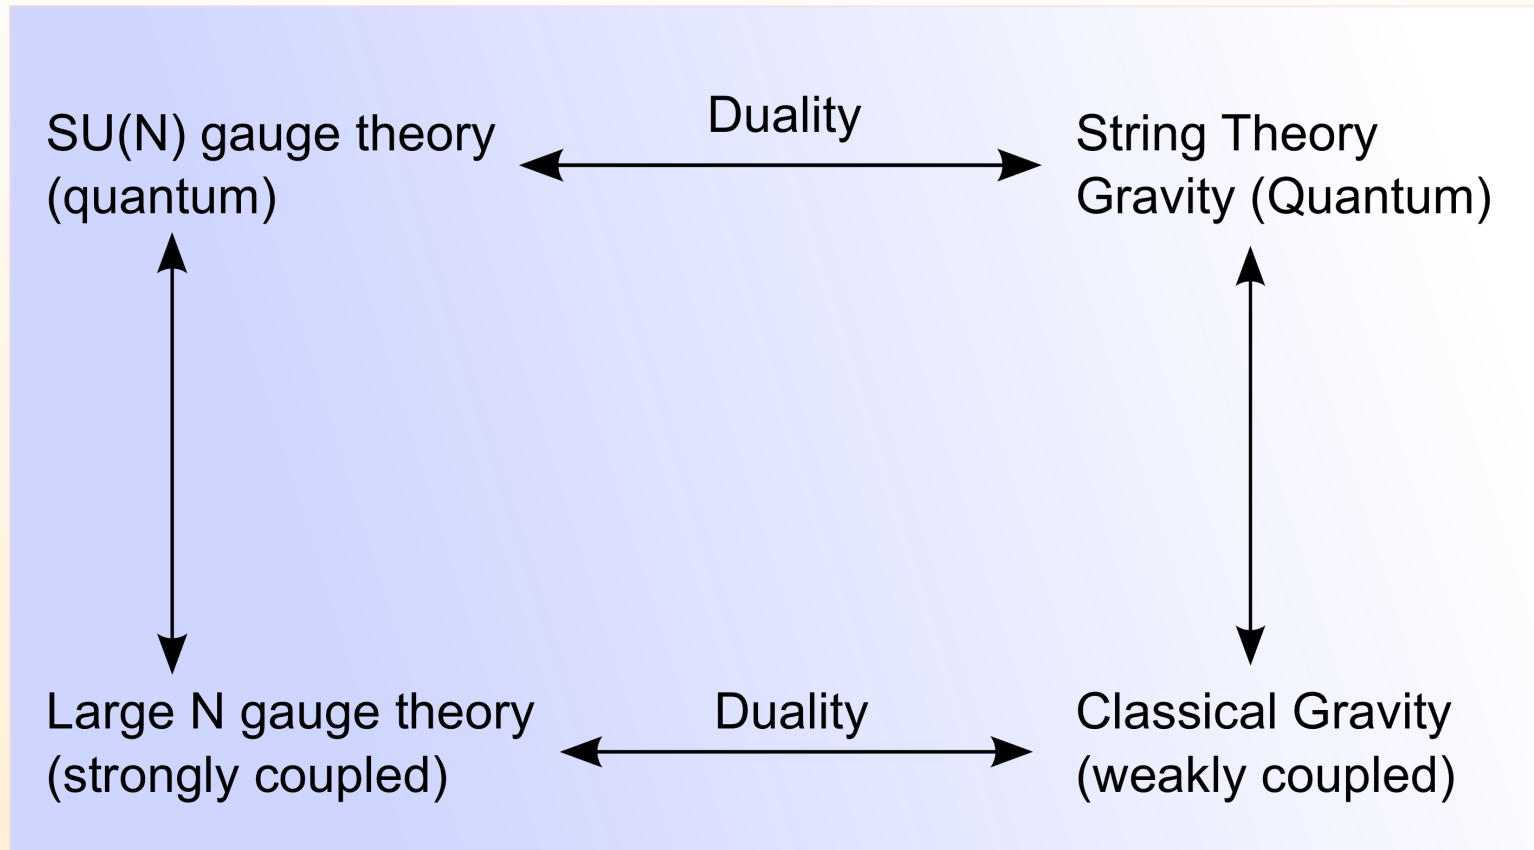 SU(N) gauge theory
(quantum)
Duality
String Theory
Gravity (Quantum)
Large N gauge theory
(strongly coupled)
Duality
Classical Gravity
(weakly coupled)